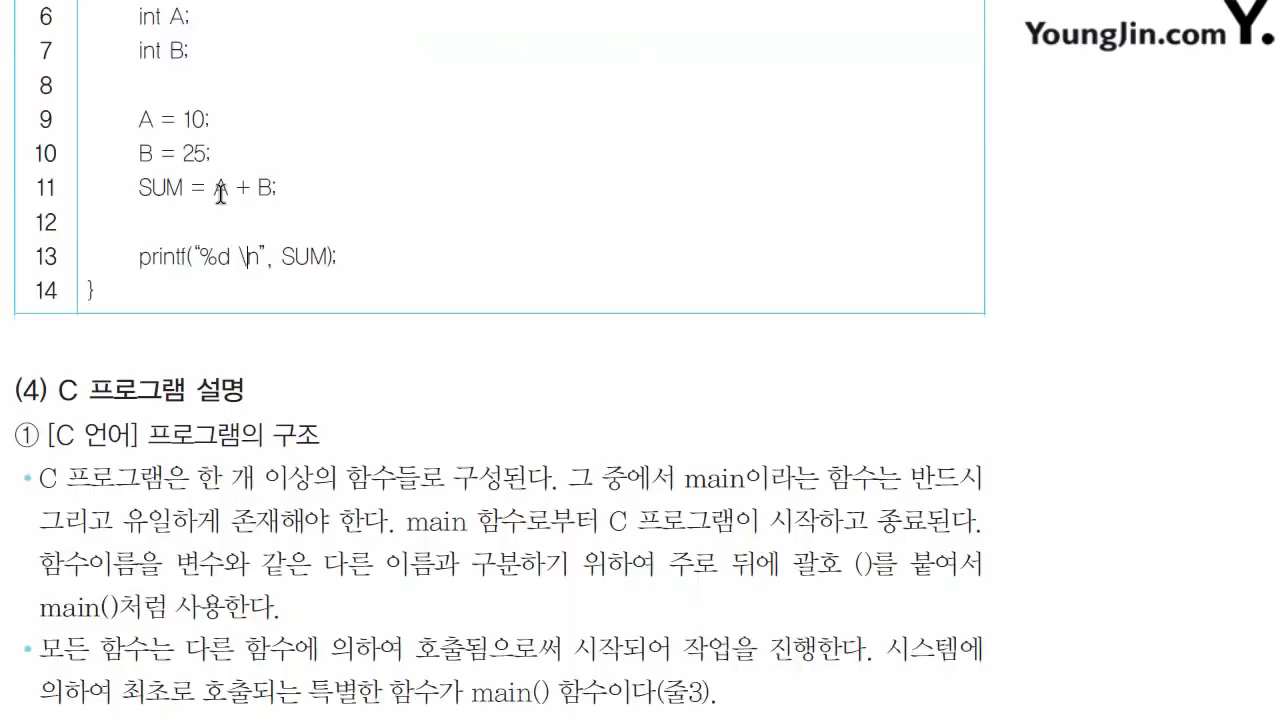 6 int A;
7 int B;
8
9 A = 10;
10 B = 25;
11 SUM = A + B;
12
13 printf(“%d \n”, SUM);
14 }
YoungJin.com Y.
(4) C 프로그램 설명
① [C 언어] 프로그램의 구조
• C 프로그램은 한 개 이상의 함수들로 구성된다. 그 중에서 main이라는 함수는 반드시
그리고 유일하게 존재해야 한다. main 함수로부터 C 프로그램이 시작하고 종료된다.
함수이름을 변수와 같은 다른 이름과 구분하기 위하여 주로 뒤에 괄호 ()를 붙여서
main()처럼 사용한다.
• 모든 함수는 다른 함수에 의하여 호출됨으로써 시작되어 작업을 진행한다. 시스템에
의하여 최초로 호출되는 특별한 함수가 main() 함수이다(줄3).